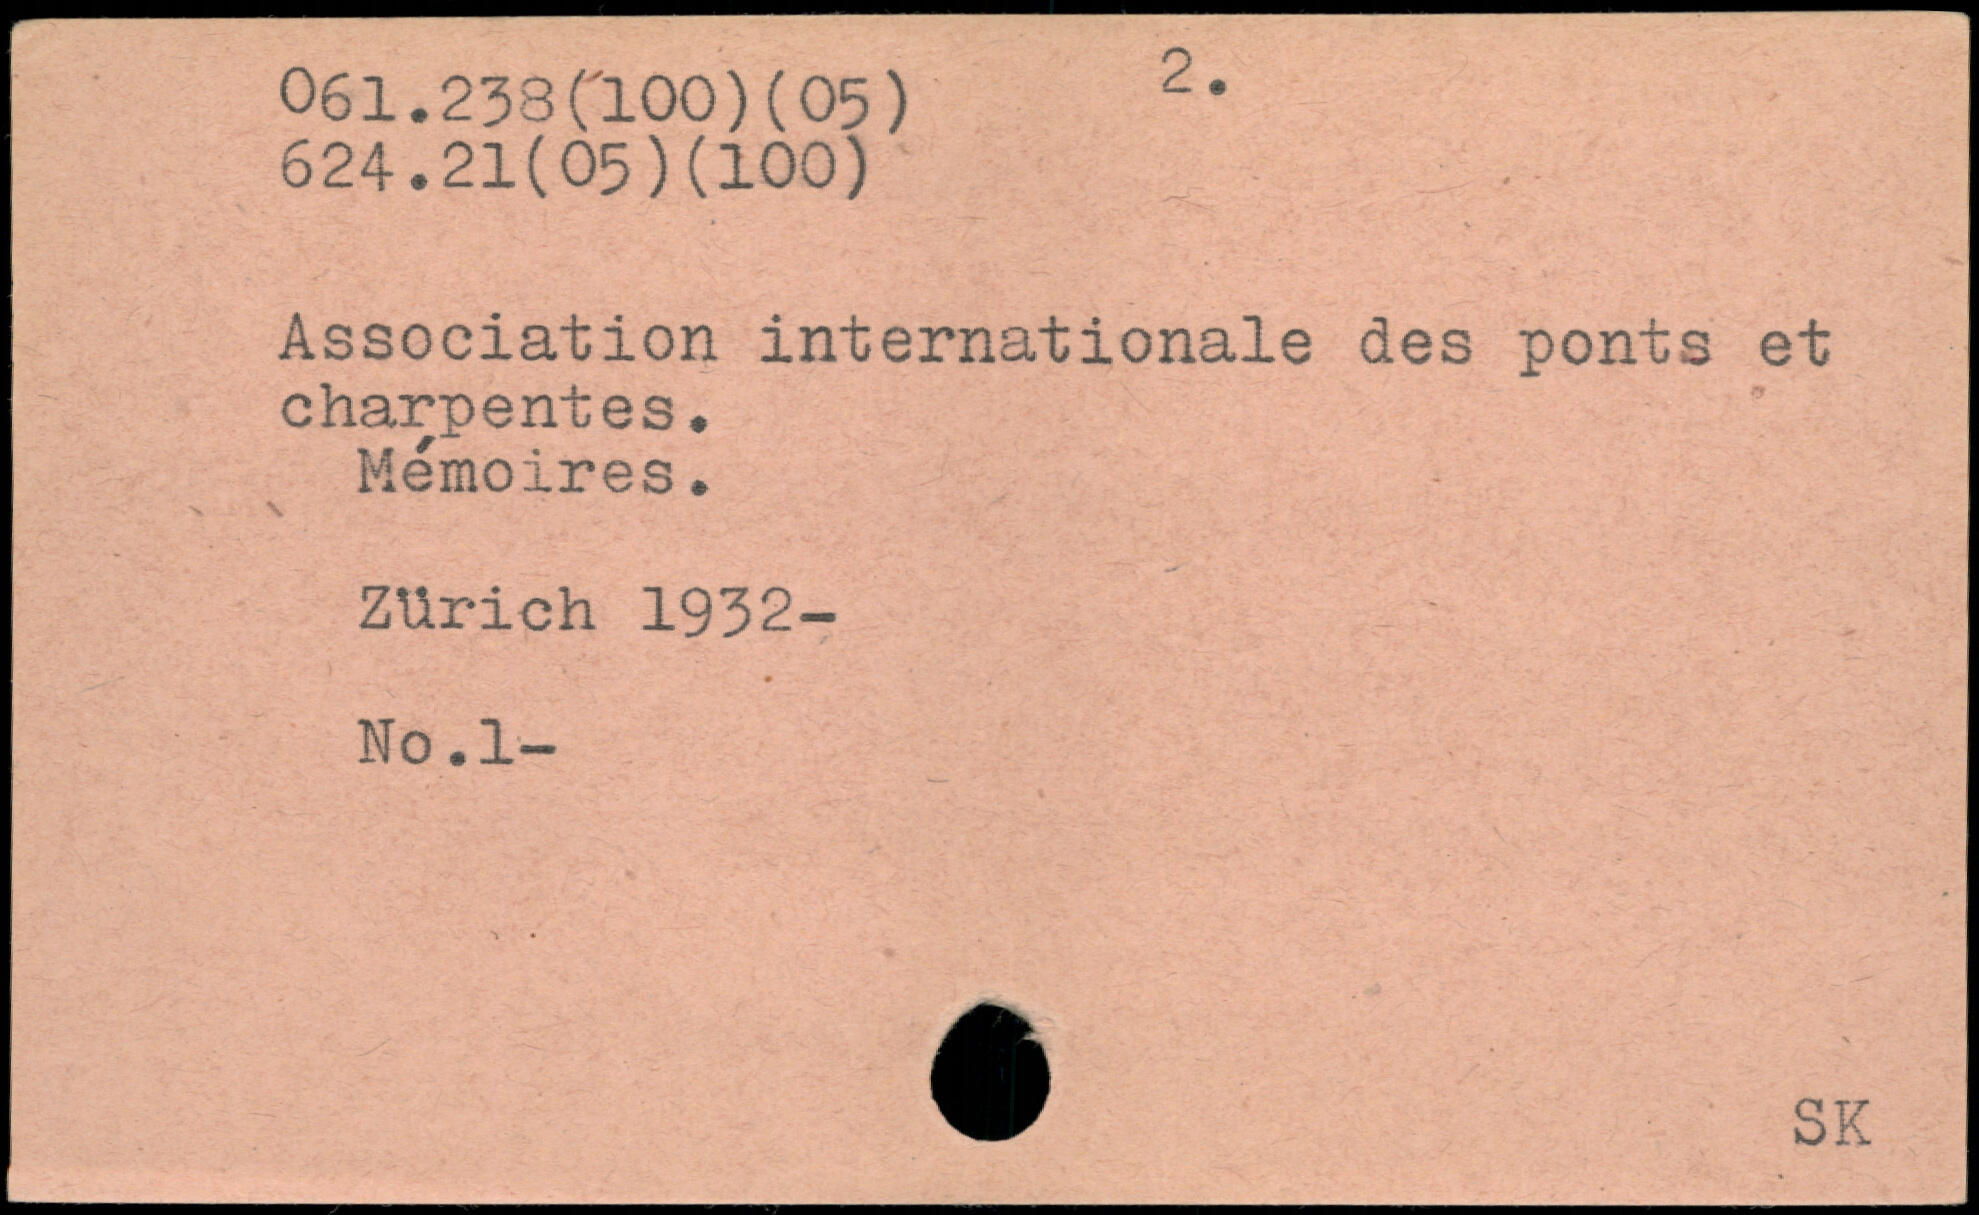 061.238(100)(05) 2.
624.21(05)(100)
Association internationale des ponts et
charpentes.
Mémoires.
Zürich 1932-
No.1-
SK